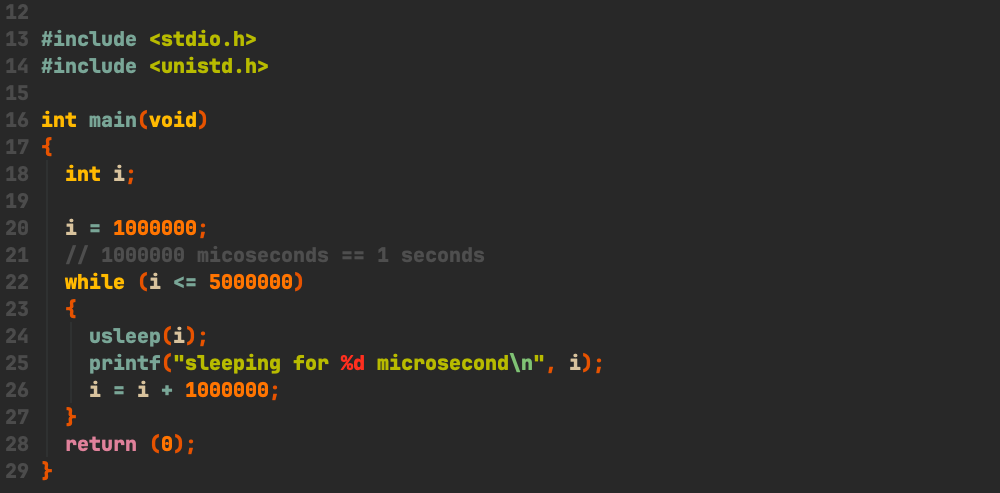 12
13 #include <stdio.h>
14 #include <unistd.h>
15
16 int main(void)
17 {
18   int i;
19
20   i = 1000000;
21   // 1000000 micoseconds == 1 seconds
22   while (i <= 5000000)
23   {
24     usleep(i);
25     printf("sleeping for %d microsecond\n", i);
26     i = i + 1000000;
27   }
28   return (0);
29 }